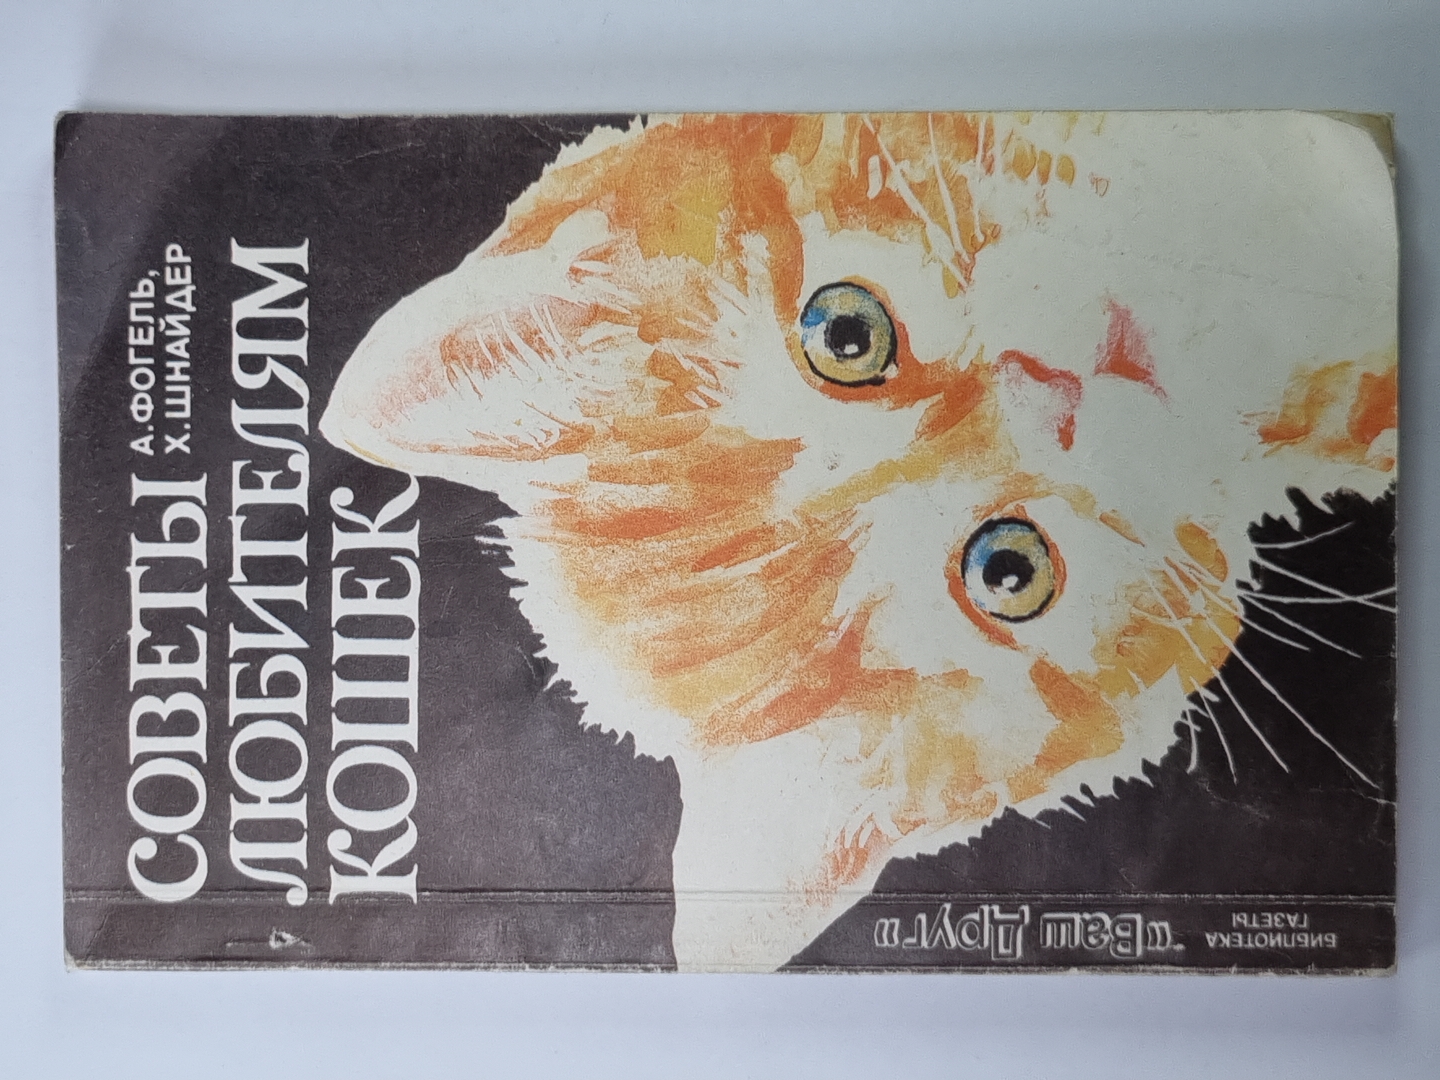 А.ФОГЕЛЬ,
Х.ШНАЙДЕР
СОВЕТЫ
ЛЮБИТЕЛЯМ
КОШЕК
БИБЛИОТЕКА
ГАЗЕТЫ
«Ваш Друг»